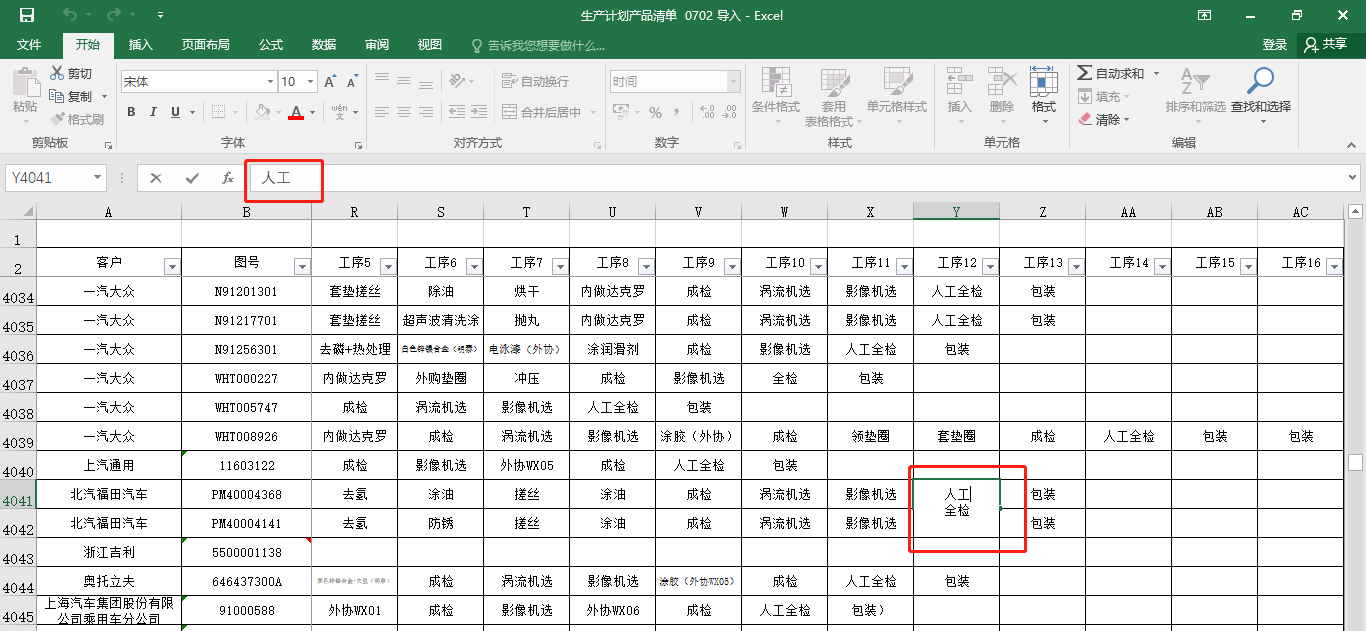 生产计划产品清单 0702 导入 - Excel
文件 开始 插入 页面布局 公式 数据 审阅 视图 告诉我您想要做什么... 登录 共享
粘贴 剪切 复制 格式刷 剪贴板
宋体 10 A A B I U A wén 文 字体
自动换行 合并后居中 对齐方式
时间 % , 数字
条件格式 套用表格格式 单元格样式 样式
插入 删除 格式 单元格
自动求和 填充 清除 排序和筛选 查找和选择 编辑
Y4041 fx 人工
A B R S T U V W X Y Z AA AB AC
1
2 客户 图号 工序5 工序6 工序7 工序8 工序9 工序10 工序11 工序12 工序13 工序14 工序15 工序16
4034 一汽大众 N91201301 套垫搓丝 除油 烘干 内做达克罗 成检 涡流机选 影像机选 人工全检 包装
4035 一汽大众 N91217701 套垫搓丝 超声波清洗涂 抛丸 内做达克罗 成检 涡流机选 影像机选 人工全检 包装
4036 一汽大众 N91256301 去磷+热处理 白色锌镍合金（明泰） 电泳漆（外协） 涂润滑剂 成检 影像机选 人工全检 包装
4037 一汽大众 WHT000227 内做达克罗 外购垫圈 冲压 成检 影像机选 全检 包装
4038 一汽大众 WHT005747 成检 涡流机选 影像机选 人工全检 包装
4039 一汽大众 WHT008926 内做达克罗 成检 涡流机选 影像机选 涂胶（外协） 成检 领垫圈 套垫圈 成检 人工全检 包装 包装
4040 上汽通用 11603122 成检 影像机选 外协WX05 成检 人工全检 包装
4041 北汽福田汽车 PM40004368 去氢 涂油 搓丝 涂油 成检 涡流机选 影像机选 人工 包装
全检
4042 北汽福田汽车 PM40004141 去氢 防锈 搓丝 涂油 成检 涡流机选 影像机选 包装
4043 浙江吉利 5500001138
4044 奥托立夫 646437300A 成检 涡流机选 影像机选 涂胶（外协WX05） 成检 人工全检 包装
4045 上海汽车集团股份有限公司乘用车分公司 91000588 外协WX01 成检 影像机选 外协WX06 成检 人工全检 包装）